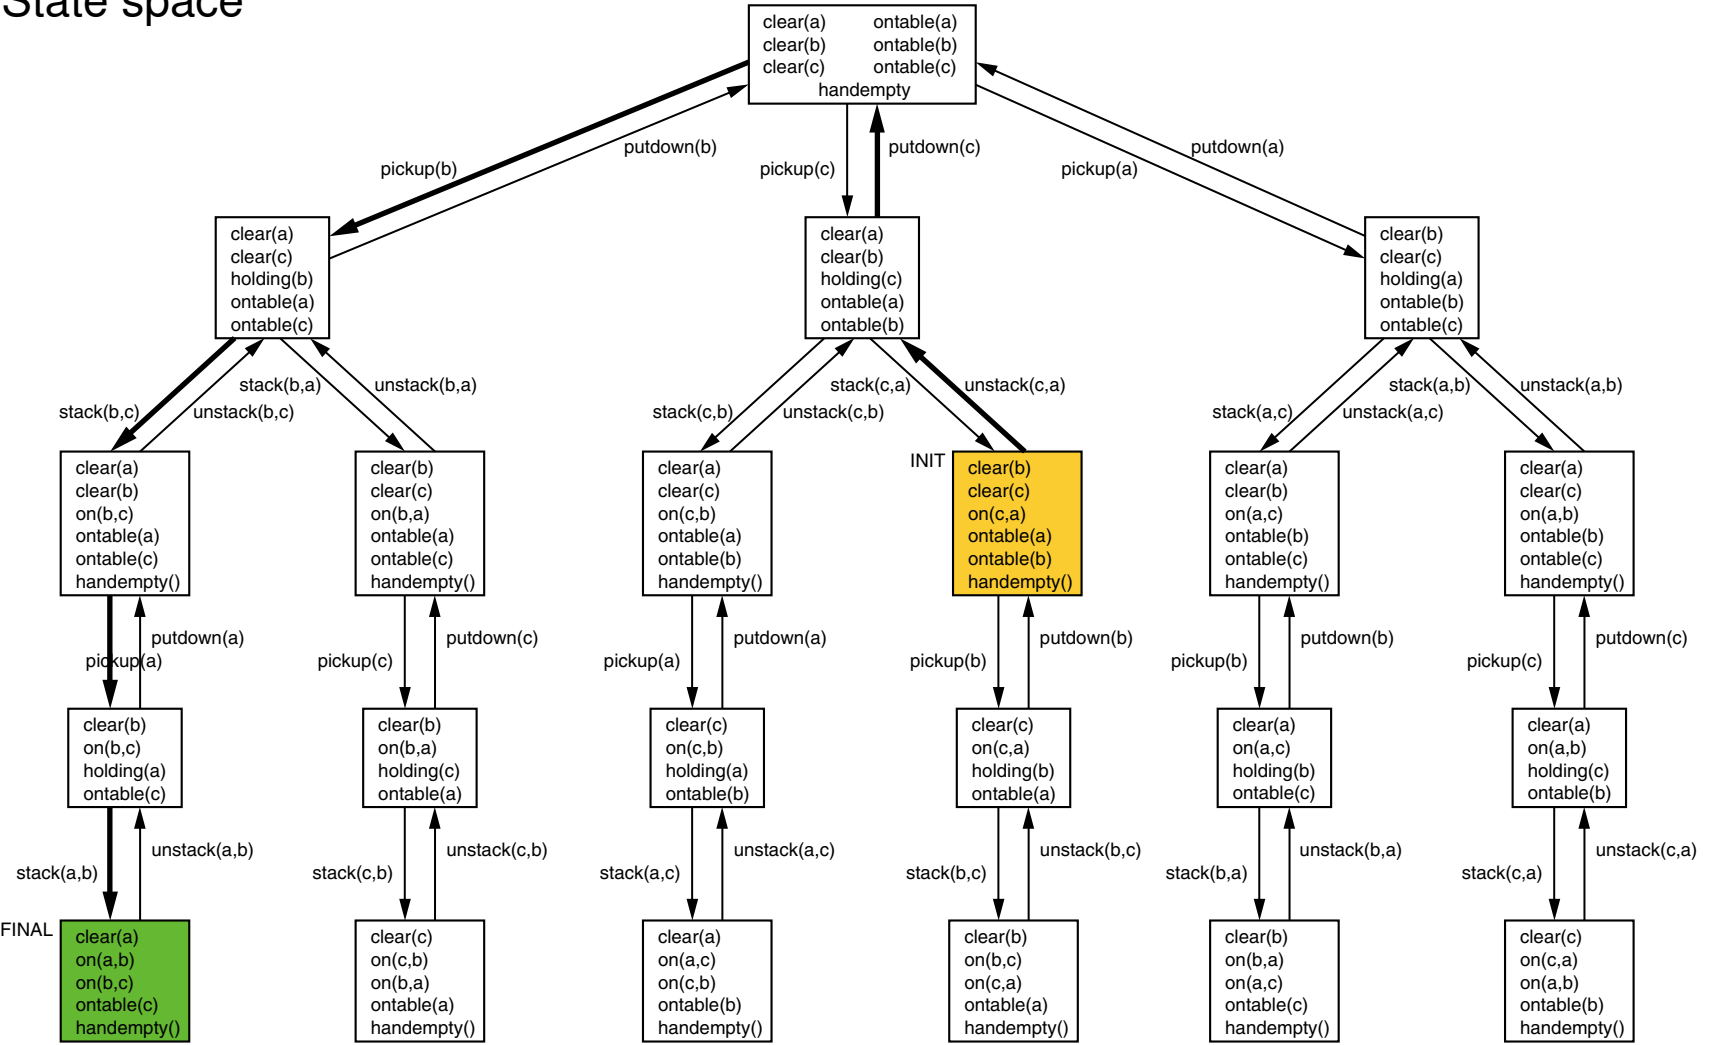 State space
clear(a) ontable(a)
clear(b) ontable(b)
clear(c) ontable(c)
handempty
pickup(b)
putdown(b)
pickup(c)
putdown(c)
pickup(a)
putdown(a)
clear(a)
clear(c)
holding(b)
ontable(a)
ontable(c)
clear(a)
clear(b)
holding(c)
ontable(a)
ontable(b)
clear(b)
clear(c)
holding(a)
ontable(b)
ontable(c)
stack(b,c)
unstack(b,c)
stack(b,a)
unstack(b,a)
stack(c,b)
unstack(c,b)
stack(c,a)
unstack(c,a)
stack(a,c)
unstack(a,c)
stack(a,b)
unstack(a,b)
clear(a)
clear(b)
on(b,c)
ontable(a)
ontable(c)
handempty()
clear(b)
clear(c)
on(b,a)
ontable(a)
ontable(c)
handempty()
clear(a)
clear(c)
on(c,b)
ontable(a)
ontable(b)
handempty()
INIT
clear(b)
clear(c)
on(c,a)
ontable(a)
ontable(b)
handempty()
clear(a)
clear(b)
on(a,c)
ontable(b)
ontable(c)
handempty()
clear(a)
clear(c)
on(a,b)
ontable(b)
ontable(c)
handempty()
pickup(a)
putdown(a)
pickup(c)
putdown(c)
pickup(a)
putdown(a)
pickup(b)
putdown(b)
pickup(b)
putdown(b)
pickup(c)
putdown(c)
clear(b)
on(b,c)
holding(a)
ontable(c)
clear(b)
on(b,a)
holding(c)
ontable(a)
clear(c)
on(c,b)
holding(a)
ontable(b)
clear(c)
on(c,a)
holding(b)
ontable(a)
clear(a)
on(a,c)
holding(b)
ontable(c)
clear(a)
on(a,b)
holding(c)
ontable(b)
stack(a,b)
unstack(a,b)
stack(c,b)
unstack(c,b)
stack(a,c)
unstack(a,c)
stack(b,c)
unstack(b,c)
stack(b,a)
unstack(b,a)
stack(c,a)
unstack(c,a)
FINAL
clear(a)
on(a,b)
on(b,c)
ontable(c)
handempty()
clear(c)
on(c,b)
on(b,a)
ontable(a)
handempty()
clear(a)
on(a,c)
on(c,b)
ontable(b)
handempty()
clear(b)
on(b,c)
on(c,a)
ontable(a)
handempty()
clear(b)
on(b,a)
on(a,c)
ontable(c)
handempty()
clear(c)
on(c,a)
on(a,b)
ontable(b)
handempty()